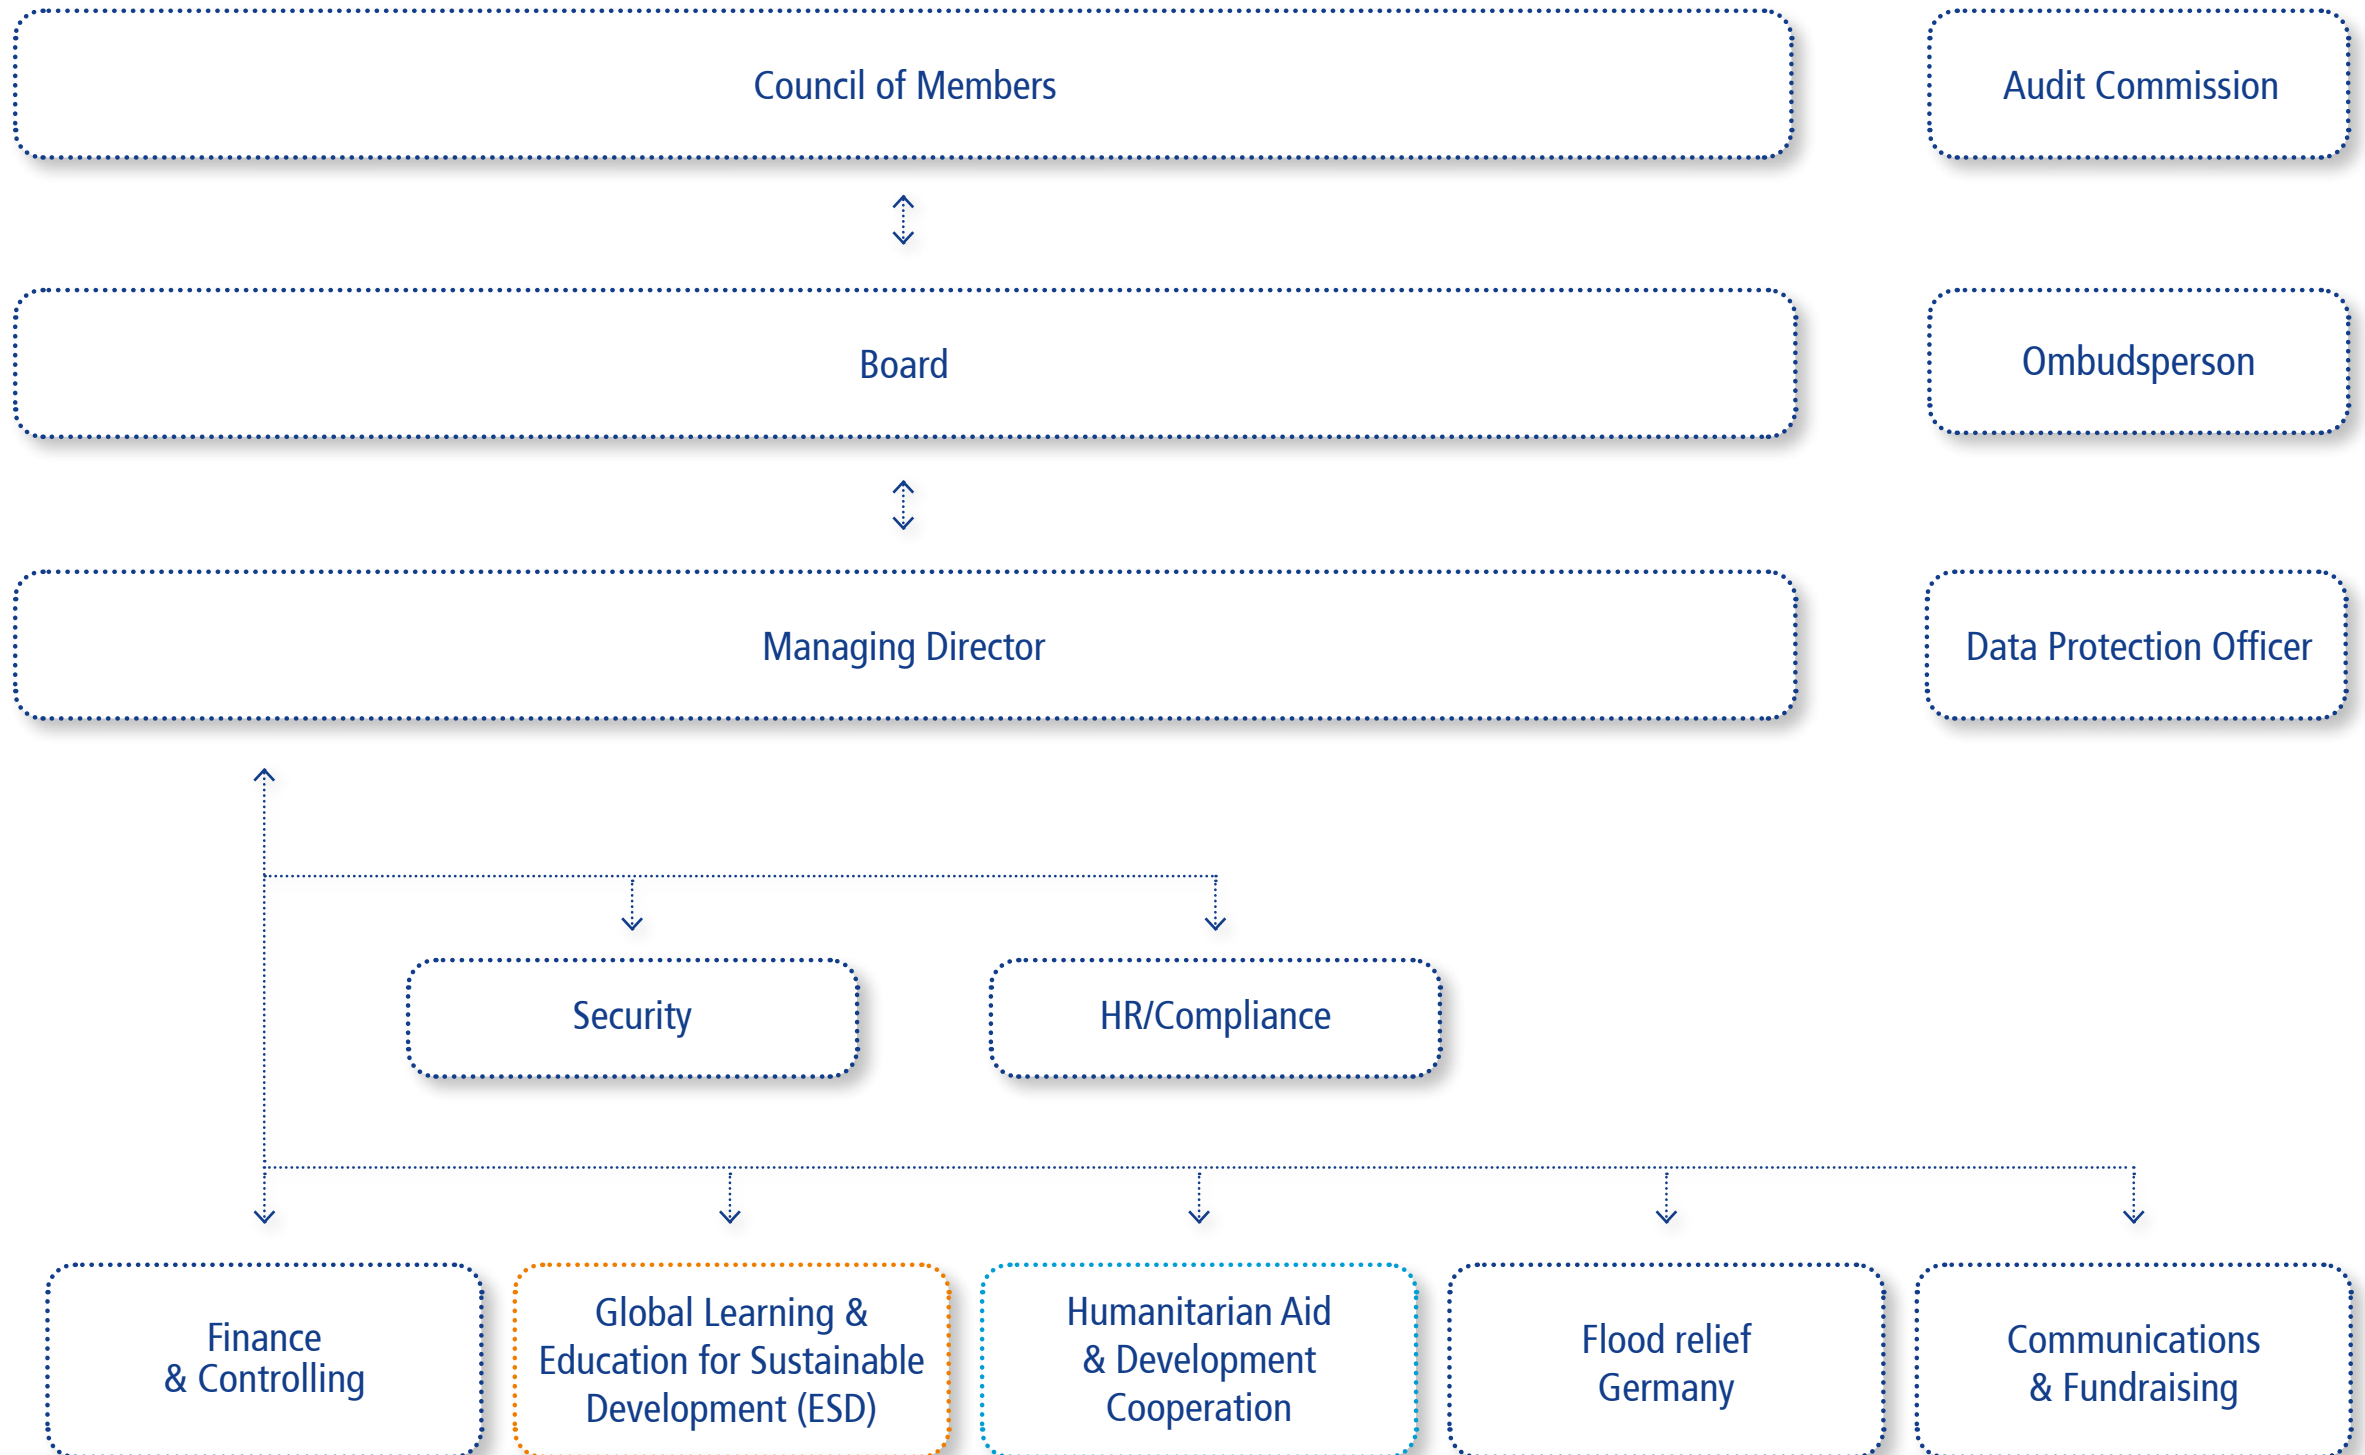 Council of Members
Audit Commission
Board
Ombudsperson
Managing Director
Data Protection Officer
Security
HR/Compliance
Finance
& Controlling
Global Learning &
Education for Sustainable
Development (ESD)
Humanitarian Aid
& Development
Cooperation
Flood relief
Germany
Communications
& Fundraising